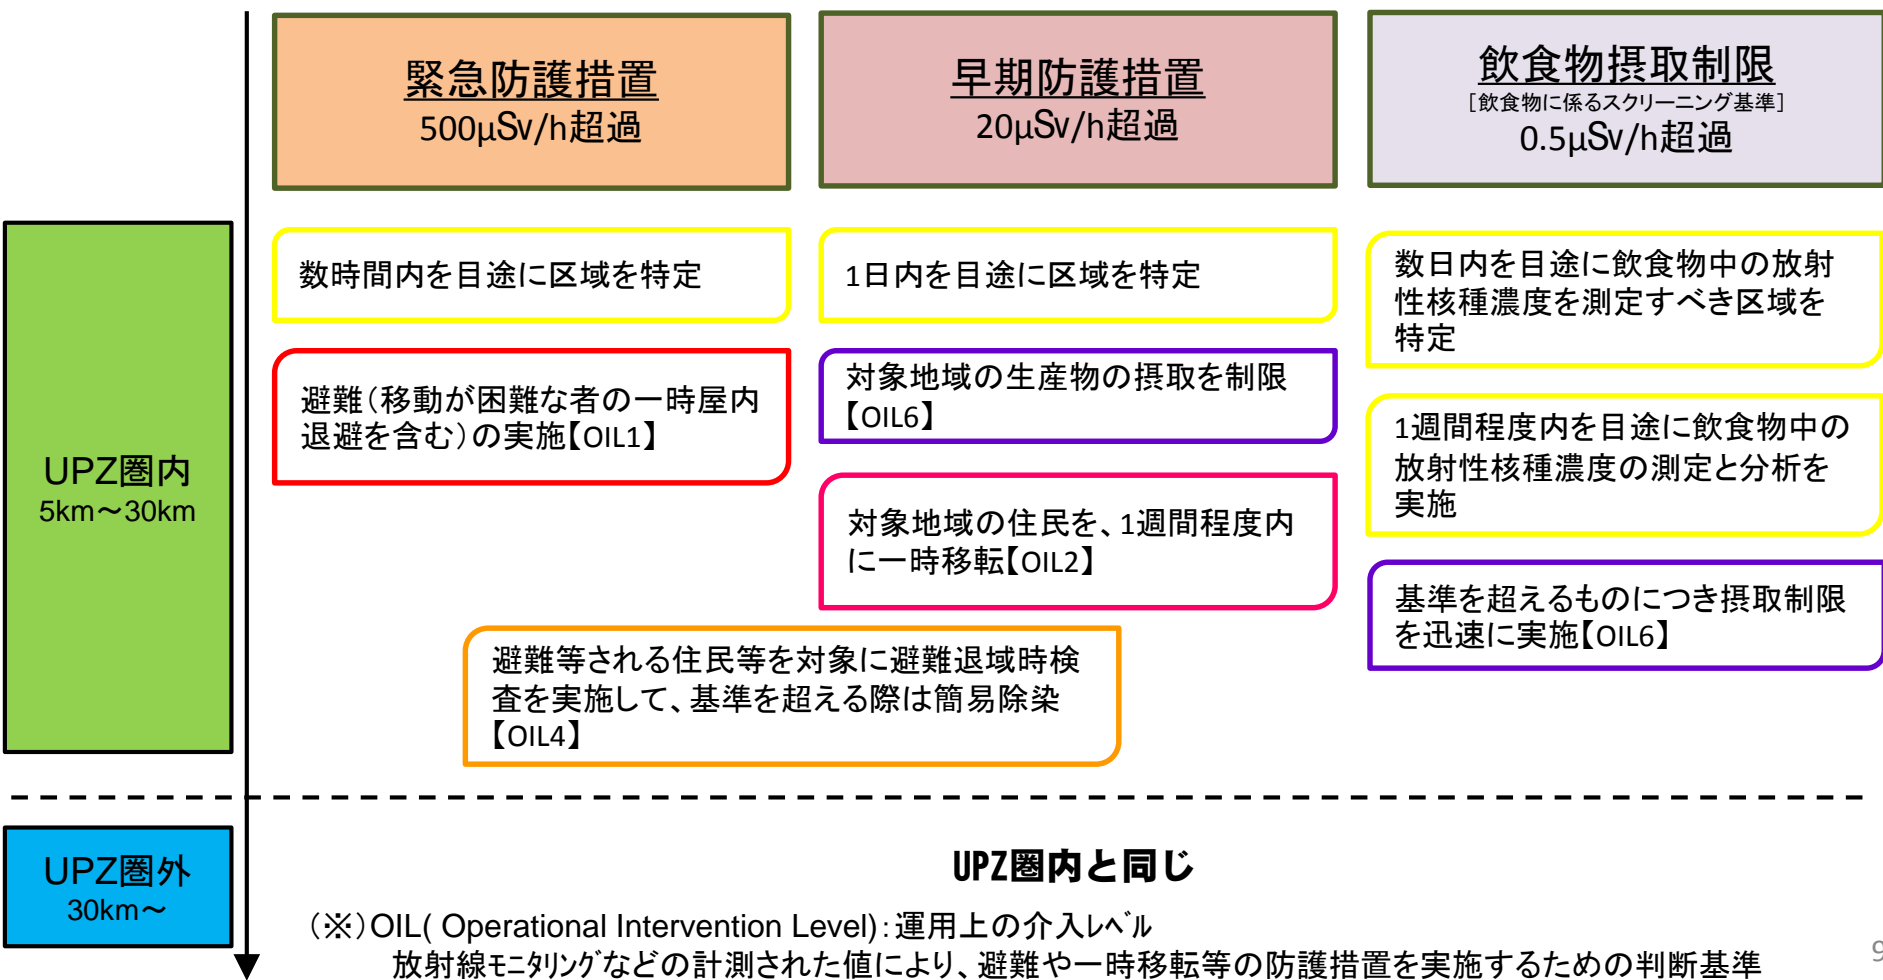 緊急防護措置
500μSv/h超過
早期防護措置
20μSv/h超過
飲食物摂取制限
[飲食物に係るスクリーニング基準]
0.5μSv/h超過
UPZ圏内
5km～30km
数時間内を目途に区域を特定
避難(移動が困難な者の一時屋内
退避を含む)の実施【OIL1】
1日内を目途に区域を特定
対象地域の生産物の摂取を制限
【OIL6】
対象地域の住民を、1週間程度内
に一時移転【OIL2】
数日内を目途に飲食物中の放射
性核種濃度を測定すべき区域を
特定
1週間程度内を目途に飲食物中の
放射性核種濃度の測定と分析を
実施
基準を超えるものにつき摂取制限
を迅速に実施【OIL6】
避難等される住民等を対象に避難退域時検
査を実施して、基準を超える際は簡易除染
【OIL4】
UPZ圏外
30km～
UPZ圏内と同じ
(※)OIL( Operational Intervention Level):運用上の介入ﾚﾍﾞﾙ
放射線ﾓﾆﾀﾘﾝｸﾞなどの計測された値により、避難や一時移転等の防護措置を実施するための判断基準
9